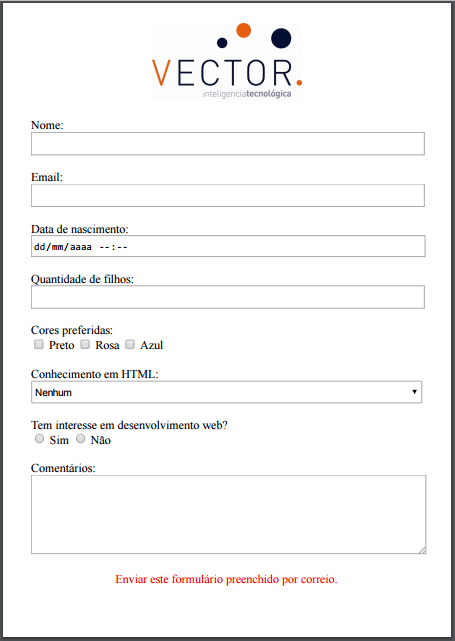 VECTOR.
inteligenciatecnológica
Nome:
Email:
Data de nascimento:
dd/mm/aaaa --:--
Quantidade de filhos:
Cores preferidas:
Preto Rosa Azul
Conhecimento em HTML:
Nenhum
Tem interesse em desenvolvimento web?
Sim Não
Comentários:
Enviar este formulário preenchido por correio.